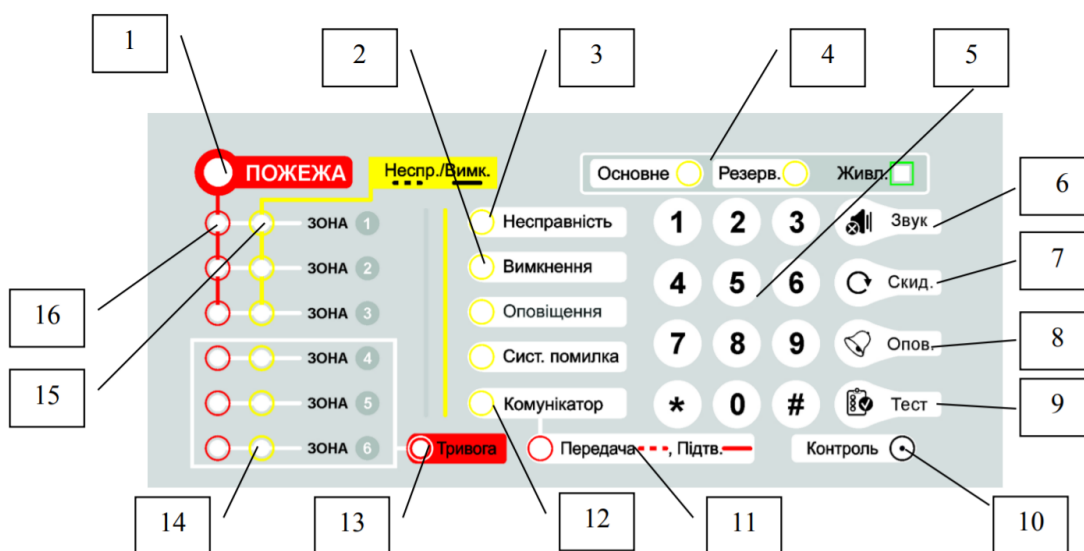 1 2 3 4 5
ПОЖЕЖА Неспр./Вимк. Основне Резерв. Живл.
ЗОНА 1 Несправність 1 2 3 Звук 6
ЗОНА 2 Вимкнення 4 5 6 Скид. 7
16 ЗОНА 3 Оповіщення
15 ЗОНА 4 Сист. помилка 7 8 9 Опов. 8
ЗОНА 5 Комунікатор * 0 # Тест 9
ЗОНА 6 Тривога Передача , Підтв. Контроль
14 13 12 11 10